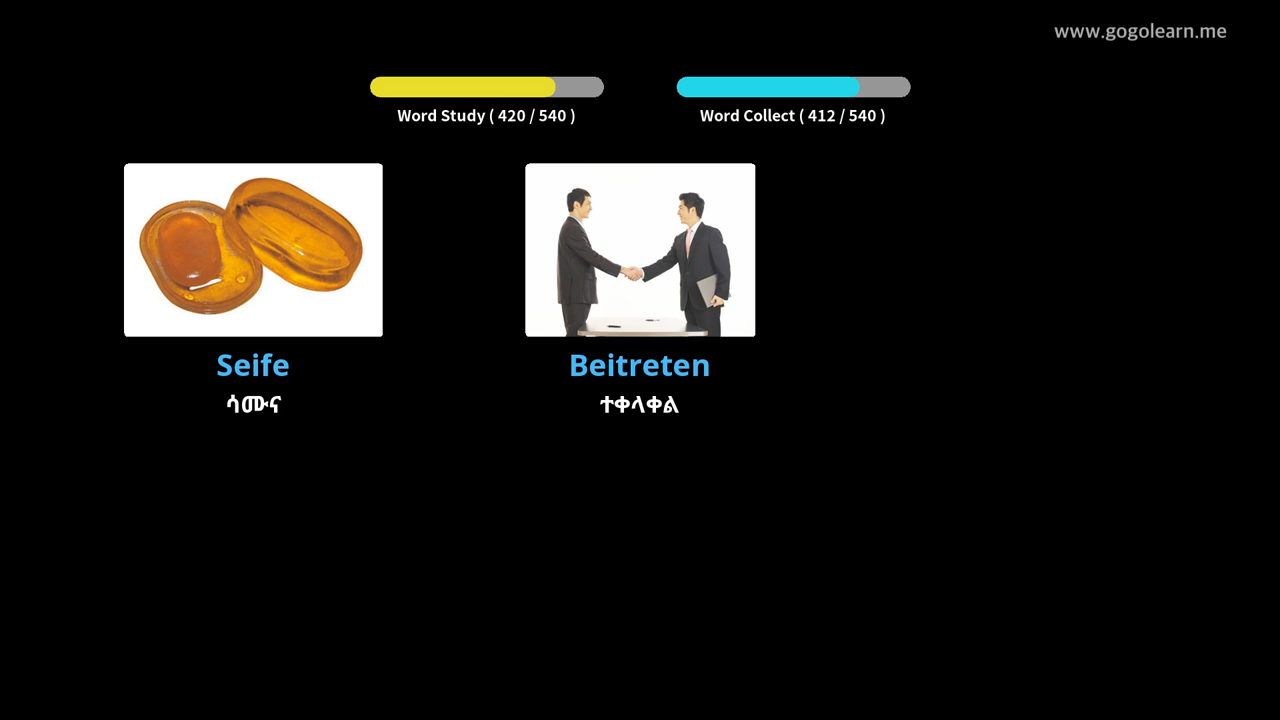 www.gogolearn.me
Word Study ( 420 / 540 )
Word Collect ( 412 / 540 )
Seife
ሳሙና
Beitreten
ተቀላቀል